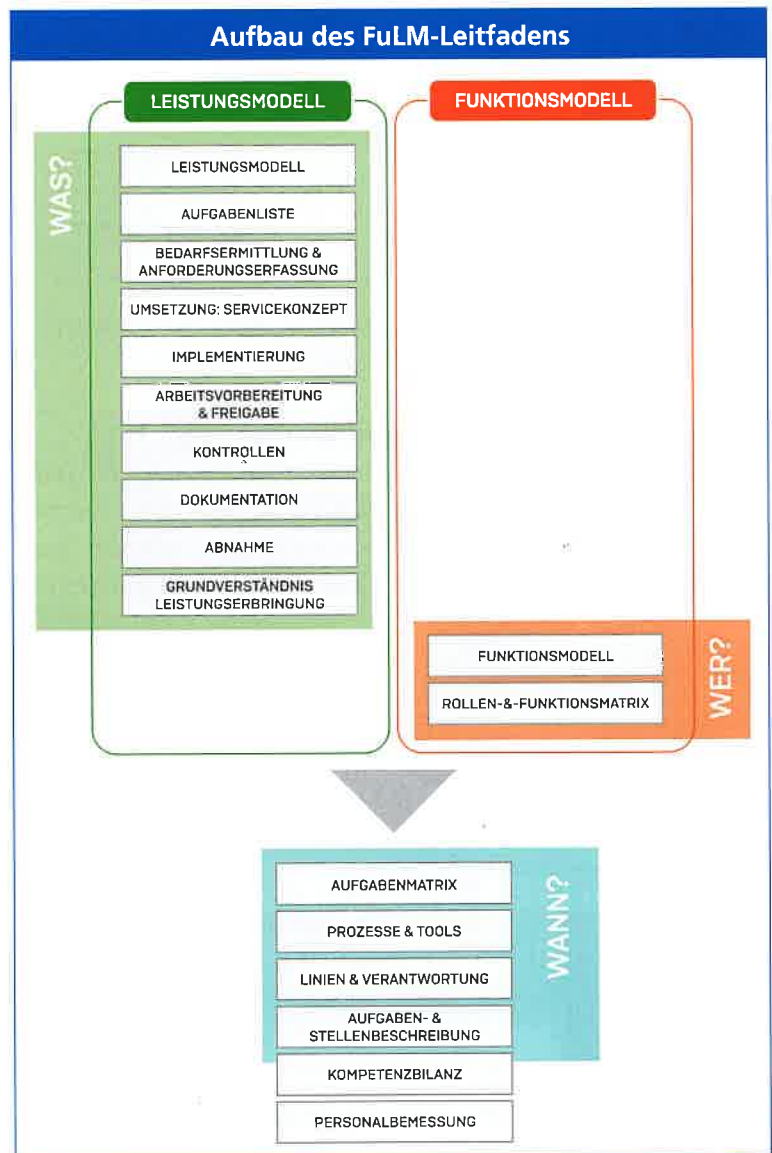 Aufbau des FuLM-Leitfadens
LEISTUNGSMODELL
FUNKTIONSMODELL
WAS?
LEISTUNGSMODELL
AUFGABENLISTE
BEDARFSERMITTLUNG &
ANFORDERUNGSERFASSUNG
UMSETZUNG: SERVICEKONZEPT
IMPLEMENTIERUNG
ARBEITSVORBEREITUNG
& FREIGABE
KONTROLLEN
DOKUMENTATION
ABNAHME
GRUNDVERSTÄNDNIS
LEISTUNGSERBRINGUNG
WER?
FUNKTIONSMODELL
ROLLEN-&-FUNKTIONSMATRIX
WANN?
AUFGABENMATRIX
PROZESSE & TOOLS
LINIEN & VERANTWORTUNG
AUFGABEN- &
STELLENBESCHREIBUNG
KOMPETENZBILANZ
PERSONALBEMESSUNG